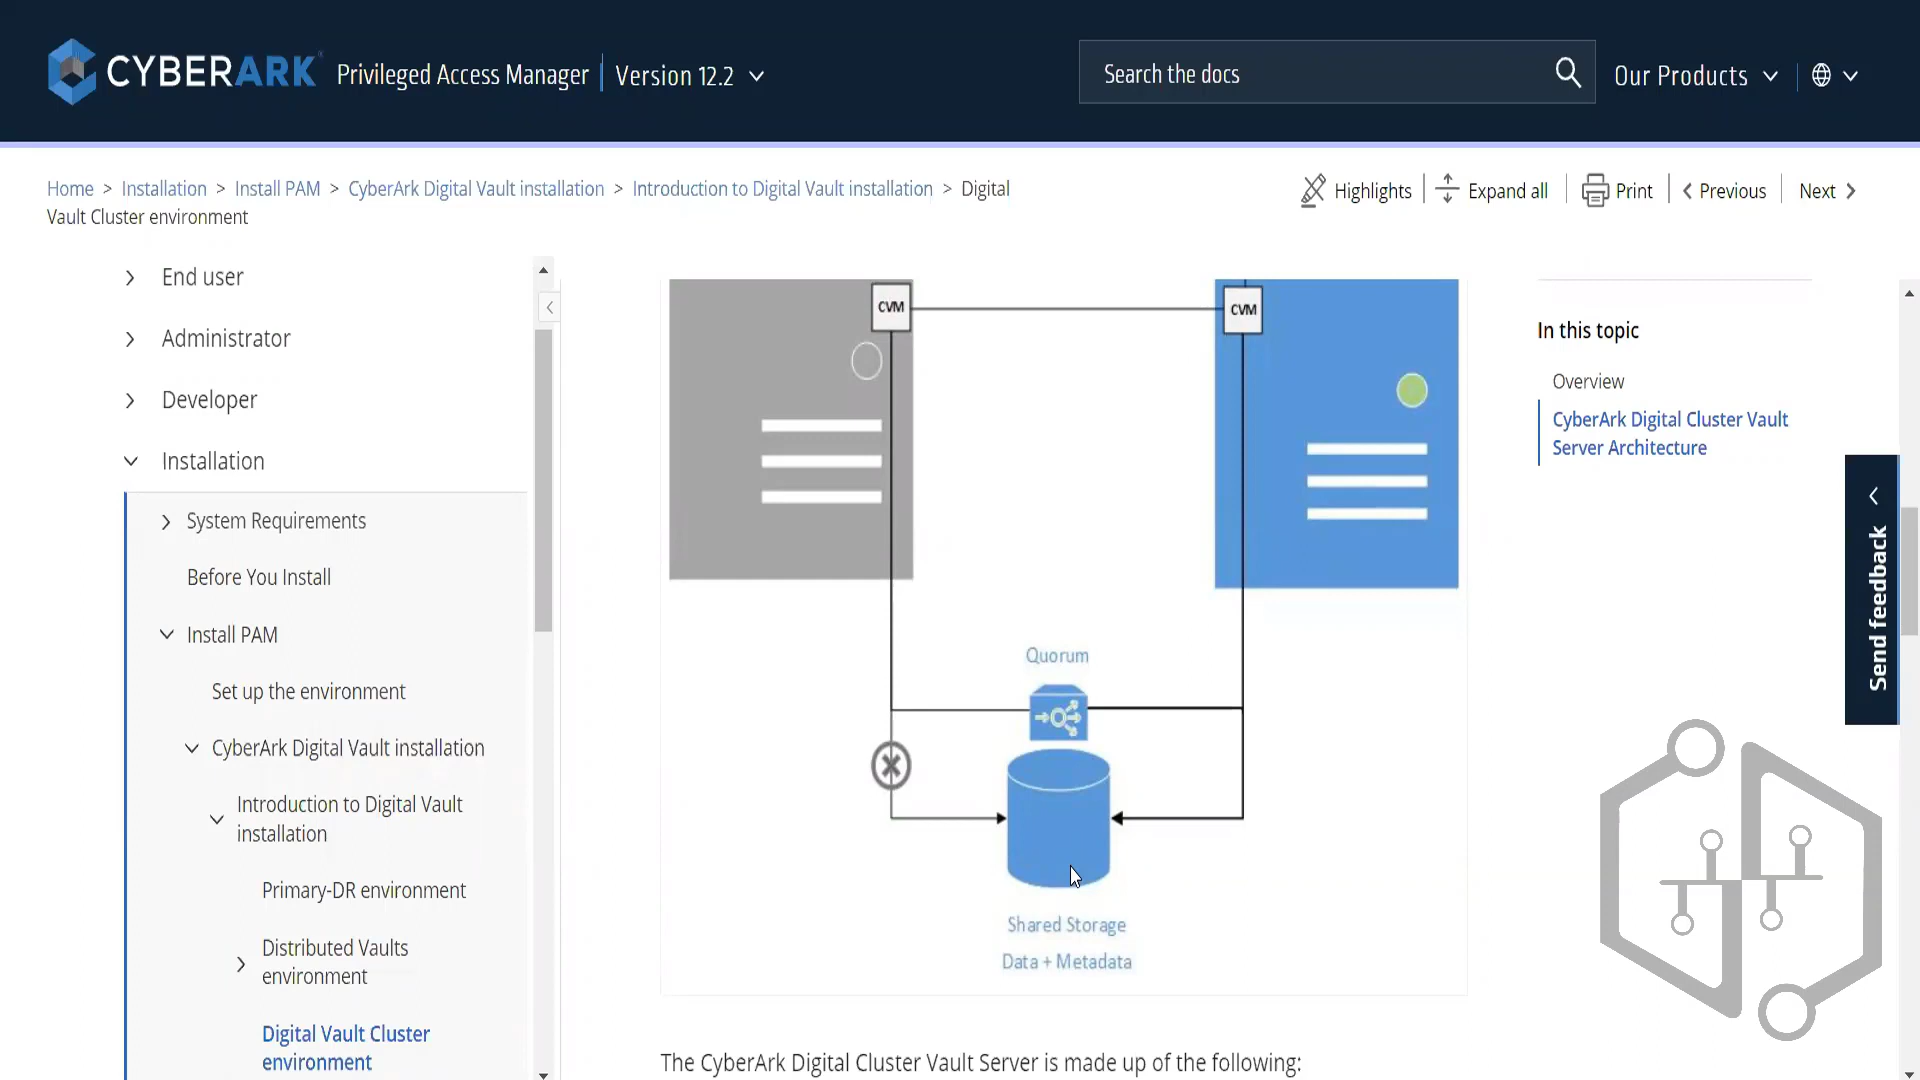 CYBERARK Privileged Access Manager Version 12.2
Search the docs
Our Products
Home > Installation > Install PAM > CyberArk Digital Vault installation > Introduction to Digital Vault installation > Digital
Vault Cluster environment
Highlights
Expand all
Print
Previous
Next
End user
Administrator
Developer
Installation
System Requirements
Before You Install
Install PAM
Set up the environment
CyberArk Digital Vault installation
Introduction to Digital Vault
installation
Primary-DR environment
Distributed Vaults
environment
Digital Vault Cluster
environment
CVM
CVM
Quorum
Shared Storage
Data + Metadata
The CyberArk Digital Cluster Vault Server is made up of the following:
In this topic
Overview
CyberArk Digital Cluster Vault
Server Architecture
Send feedback